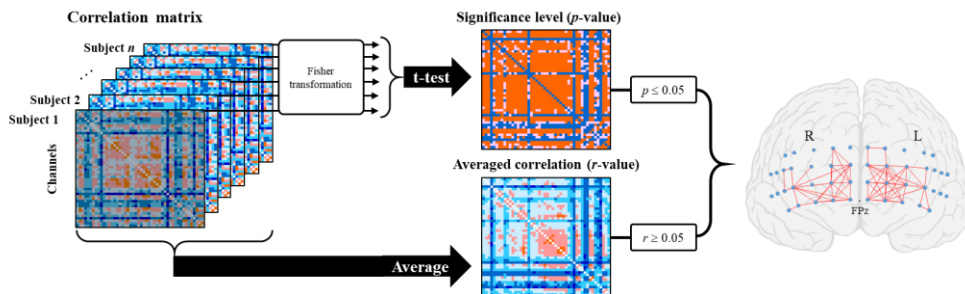 Correlation matrix
Subject n
...
Subject 2
Subject 1
Channels
Fisher
transformation
t-test
Average
Significance level (p-value)
Averaged correlation (r-value)
p ≤ 0.05
r ≥ 0.05
R
L
FPz